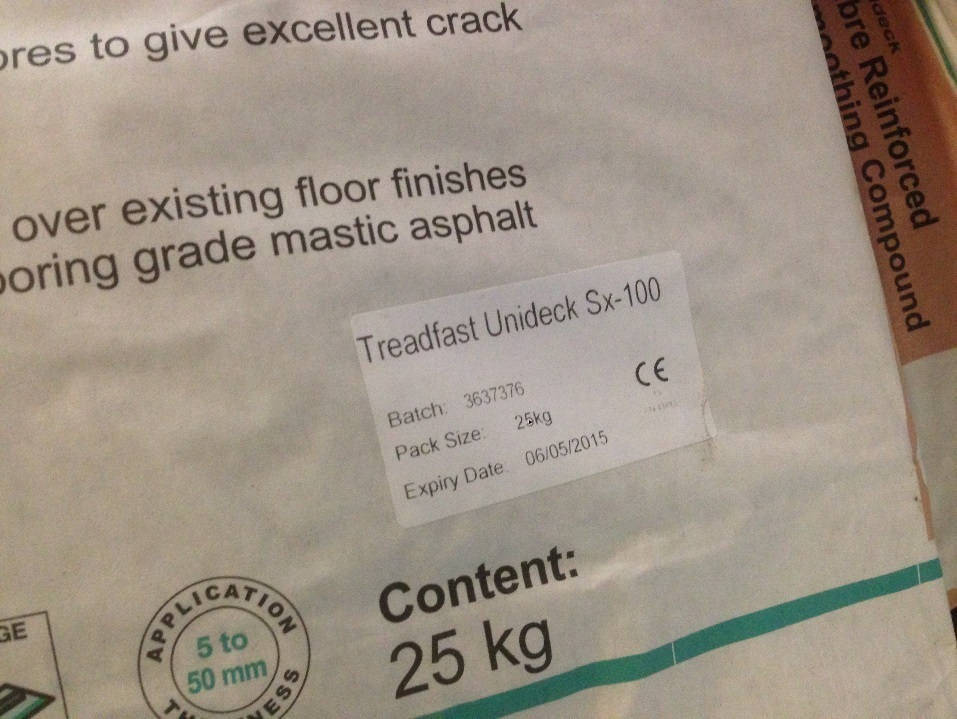 ores to give excellent crack
over existing floor finishes
ooring grade mastic asphalt
Treadfast Unideck Sx-100
Batch: 3637376
Pack Size: 25kg
Expiry Date: 06/05/2015
CE
Content:
25 kg
APPLICATION
5 to
50 mm
GE
ideck
bre Reinforced
moothing Compound